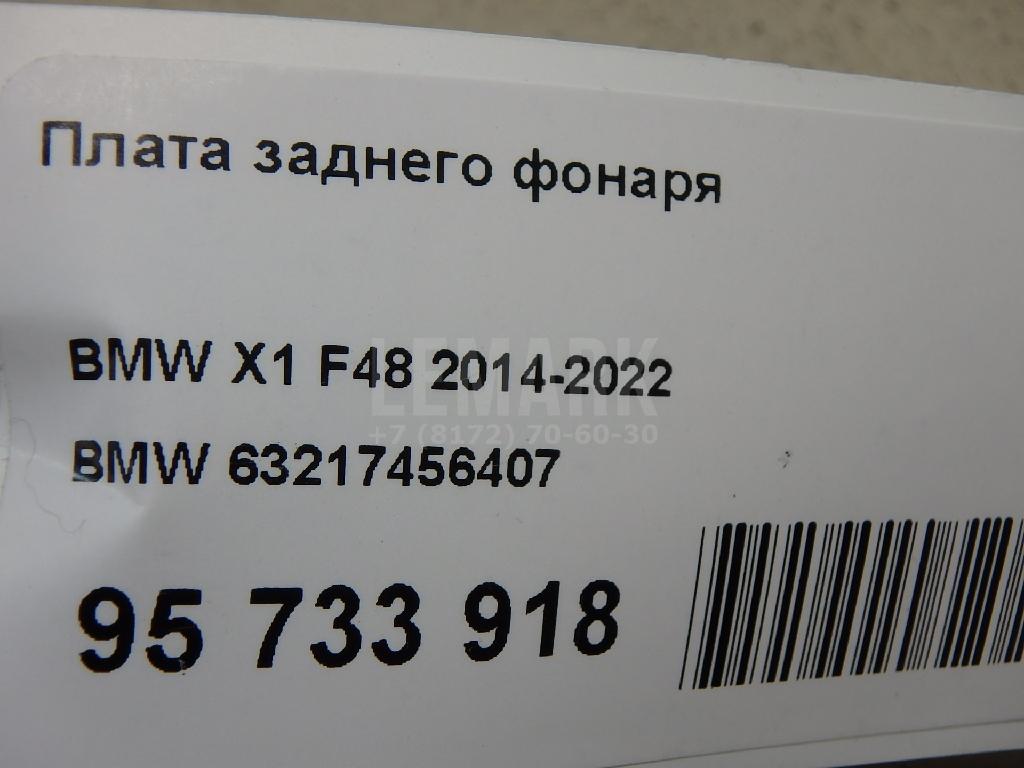 Плата заднего фонаря
BMW X1 F48 2014-2022
LEMARK
+7 (8172) 70-60-30
BMW 63217456407
95 733 918